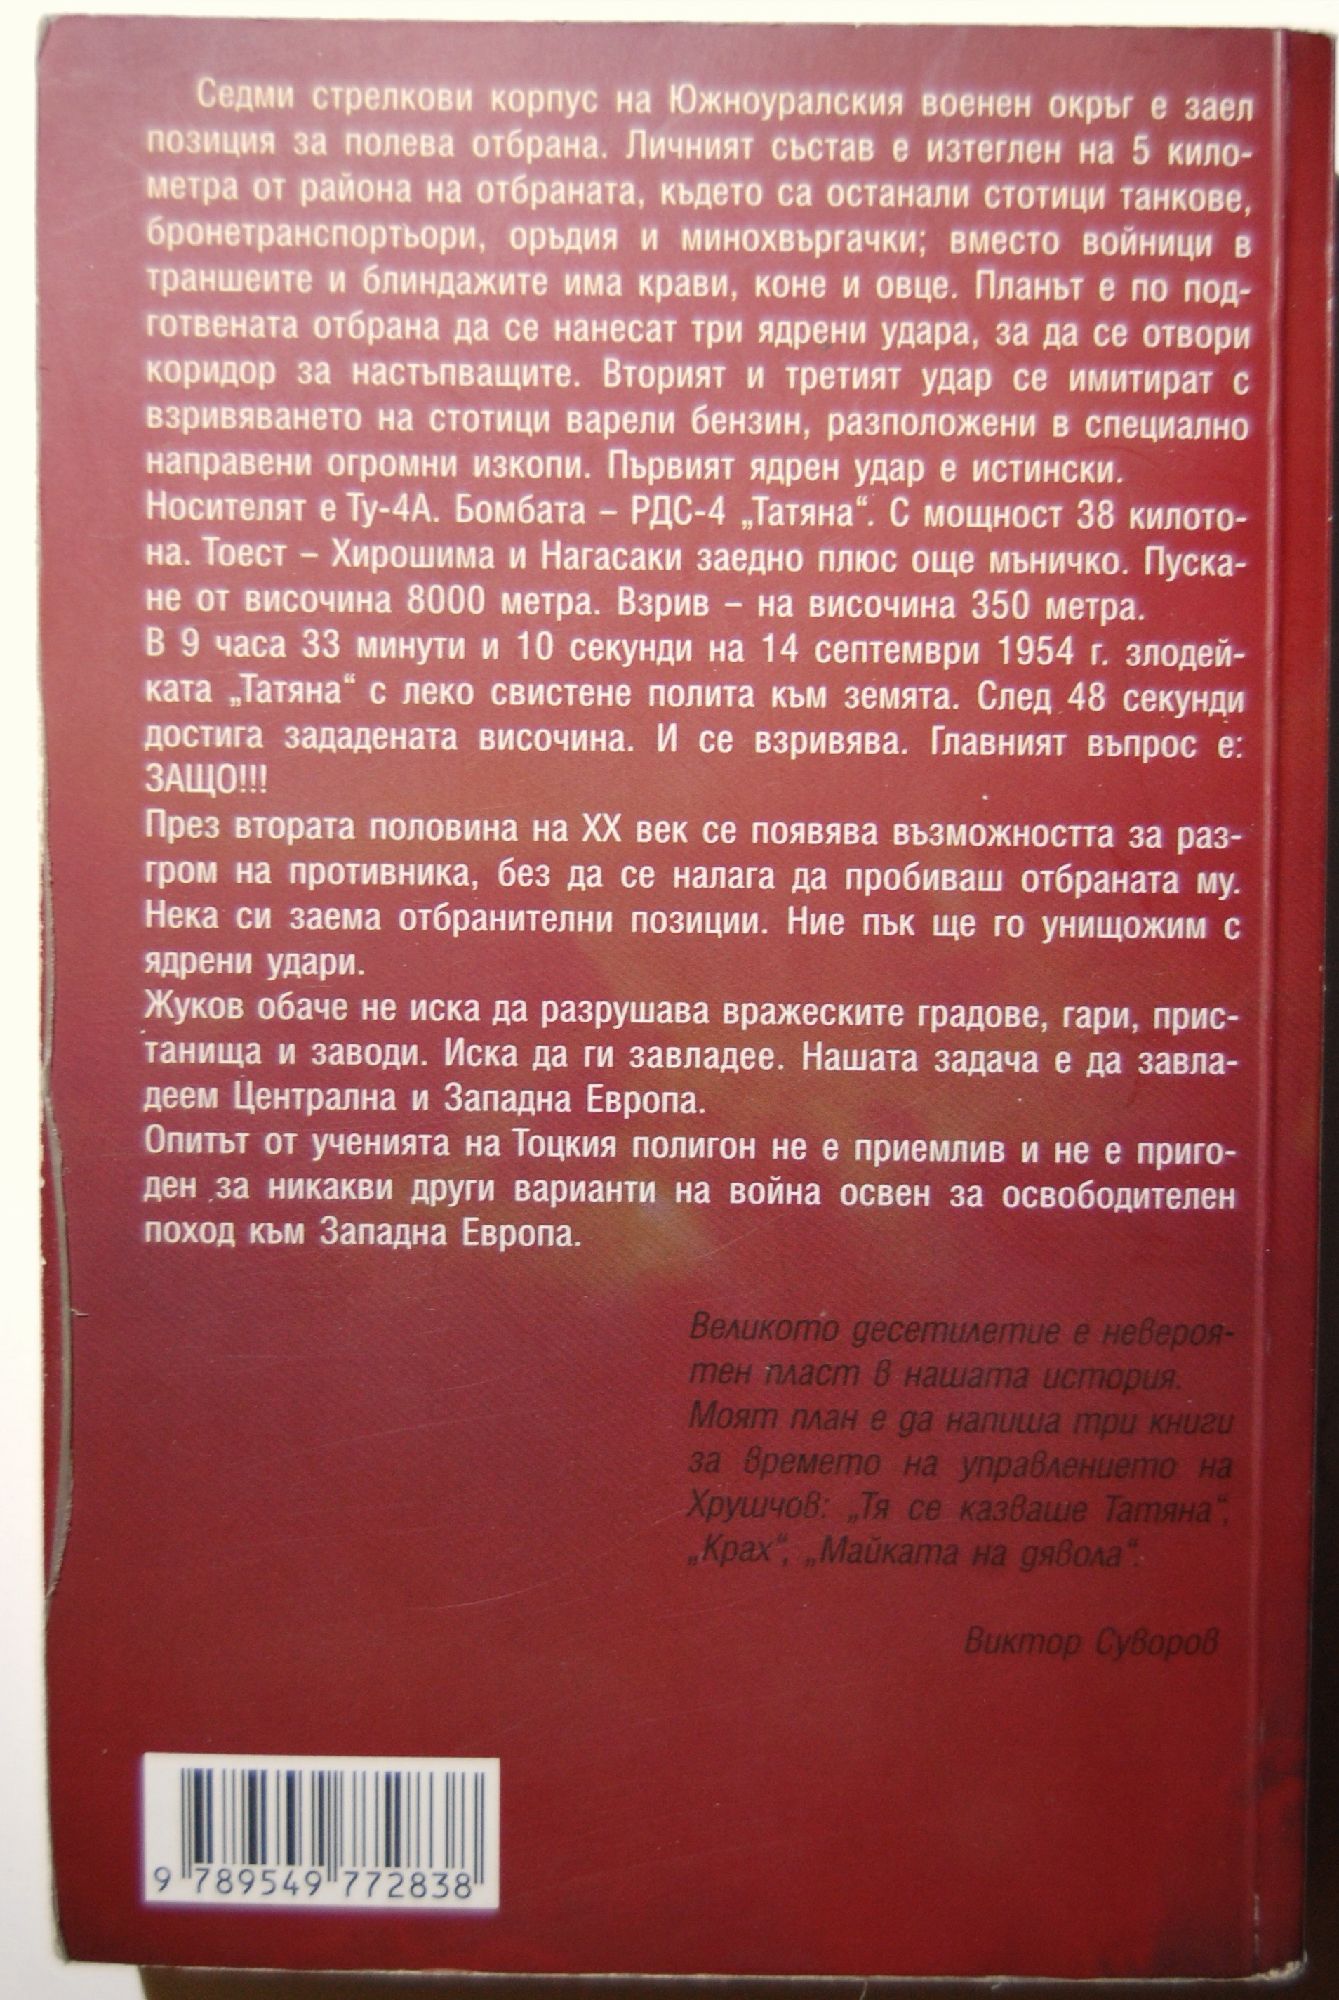 Седми стрелкови корпус на Южноуралския военен окръг е заел
позиция за полева отбрана. Личният състав е изтеглен на 5 кило-
метра от района на отбраната, където са останали стотици танкове,
бронетранспортьори, оръдия и минохвъргачки; вместо войници в
траншеите и блиндажите има крави, коне и овце. Планът е по под-
готвената отбрана да се нанесат три ядрени удара, за да се отвори
коридор за настъпващите. Вторият и третият удар се имитират с
взривяването на стотици варели бензин, разположени в специално
направени огромни изкопи. Първият ядрен удар е истински.
Носителят е Ту-4А. Бомбата – РДС-4 „Татяна“. С мощност 38 килото-
на. Тоест – Хирошима и Нагасаки заедно плюс още мъничко. Пуска-
не от височина 8000 метра. Взрив – на височина 350 метра.
В 9 часа 33 минути и 10 секунди на 14 септември 1954 г. злодей-
ката „Татяна“ с леко свистене полита към земята. След 48 секунди
достига зададената височина. И се взривява. Главният въпрос е:
ЗАЩО!!!
През втората половина на XX век се появява възможността за раз-
гром на противника, без да се налага да пробиваш отбраната му.
Нека си заема отбранителни позиции. Ние пък ще го унищожим с
ядрени удари.
Жуков обаче не иска да разрушава вражеските градове, гари, прис-
танища и заводи. Иска да ги завладее. Нашата задача е да завла-
деем Централна и Западна Европа.
Опитът от ученията на Тоцкия полигон не е приемлив и не е приго-
ден за никакви други варианти на война освен за освободителен
поход към Западна Европа.
Великото десетилетие е невероя-
тен пласт в нашата история.
Моят план е да напиша три книги
за времето на управлението на
Хрушчов: „Тя се казваше Татяна“,
„Крах“, „Майката на дявола“.
Виктор Суворов
9 789549 772838